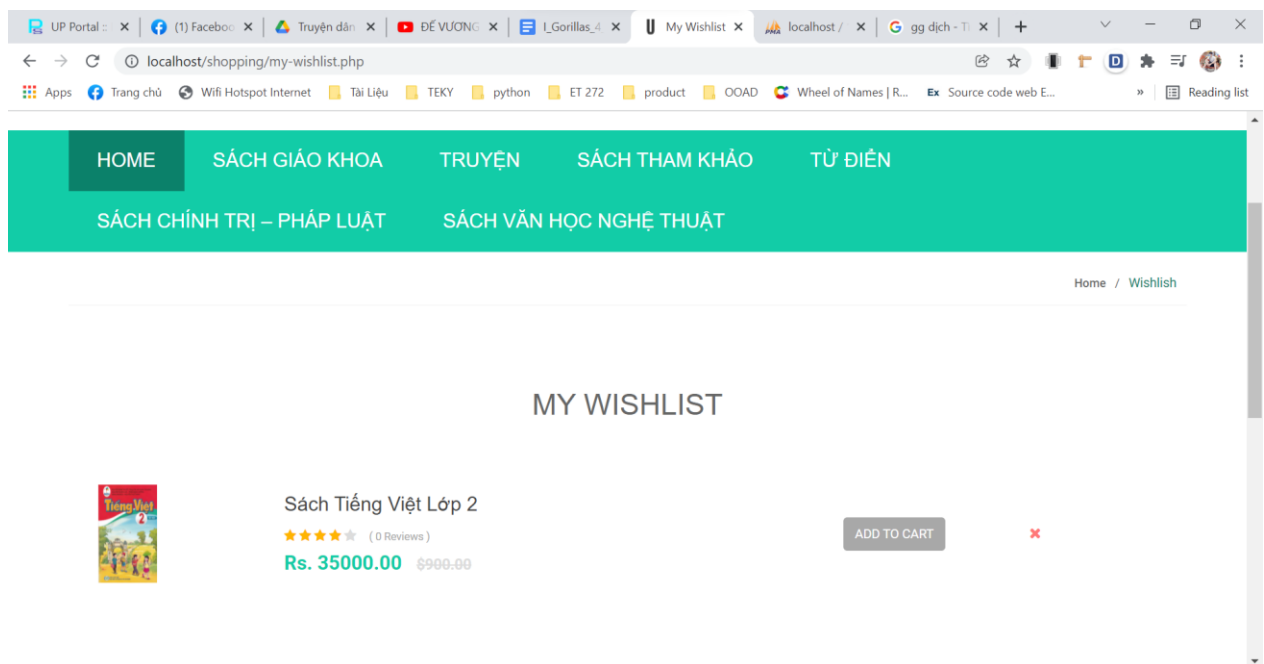 UP Portal ::
(1) Faceboo
Truyện dân
ĐẾ VƯƠNG
I_Gorillas_4_
My Wishlist
localhost /
gg dịch - Tì
localhost/shopping/my-wishlist.php
Apps Trang chủ Wifi Hotspot Internet Tài Liệu TEKY python ET 272 product OOAD Wheel of Names | R... Ex Source code web E... » Reading list
HOME SÁCH GIÁO KHOA TRUYỆN SÁCH THAM KHẢO TỪ ĐIỂN
SÁCH CHÍNH TRỊ – PHÁP LUẬT SÁCH VĂN HỌC NGHỆ THUẬT
Home / Wishlist
MY WISHLIST
Tiếng Việt
2
Sách Tiếng Việt Lớp 2
( 0 Reviews )
Rs. 35000.00 $900.00
ADD TO CART